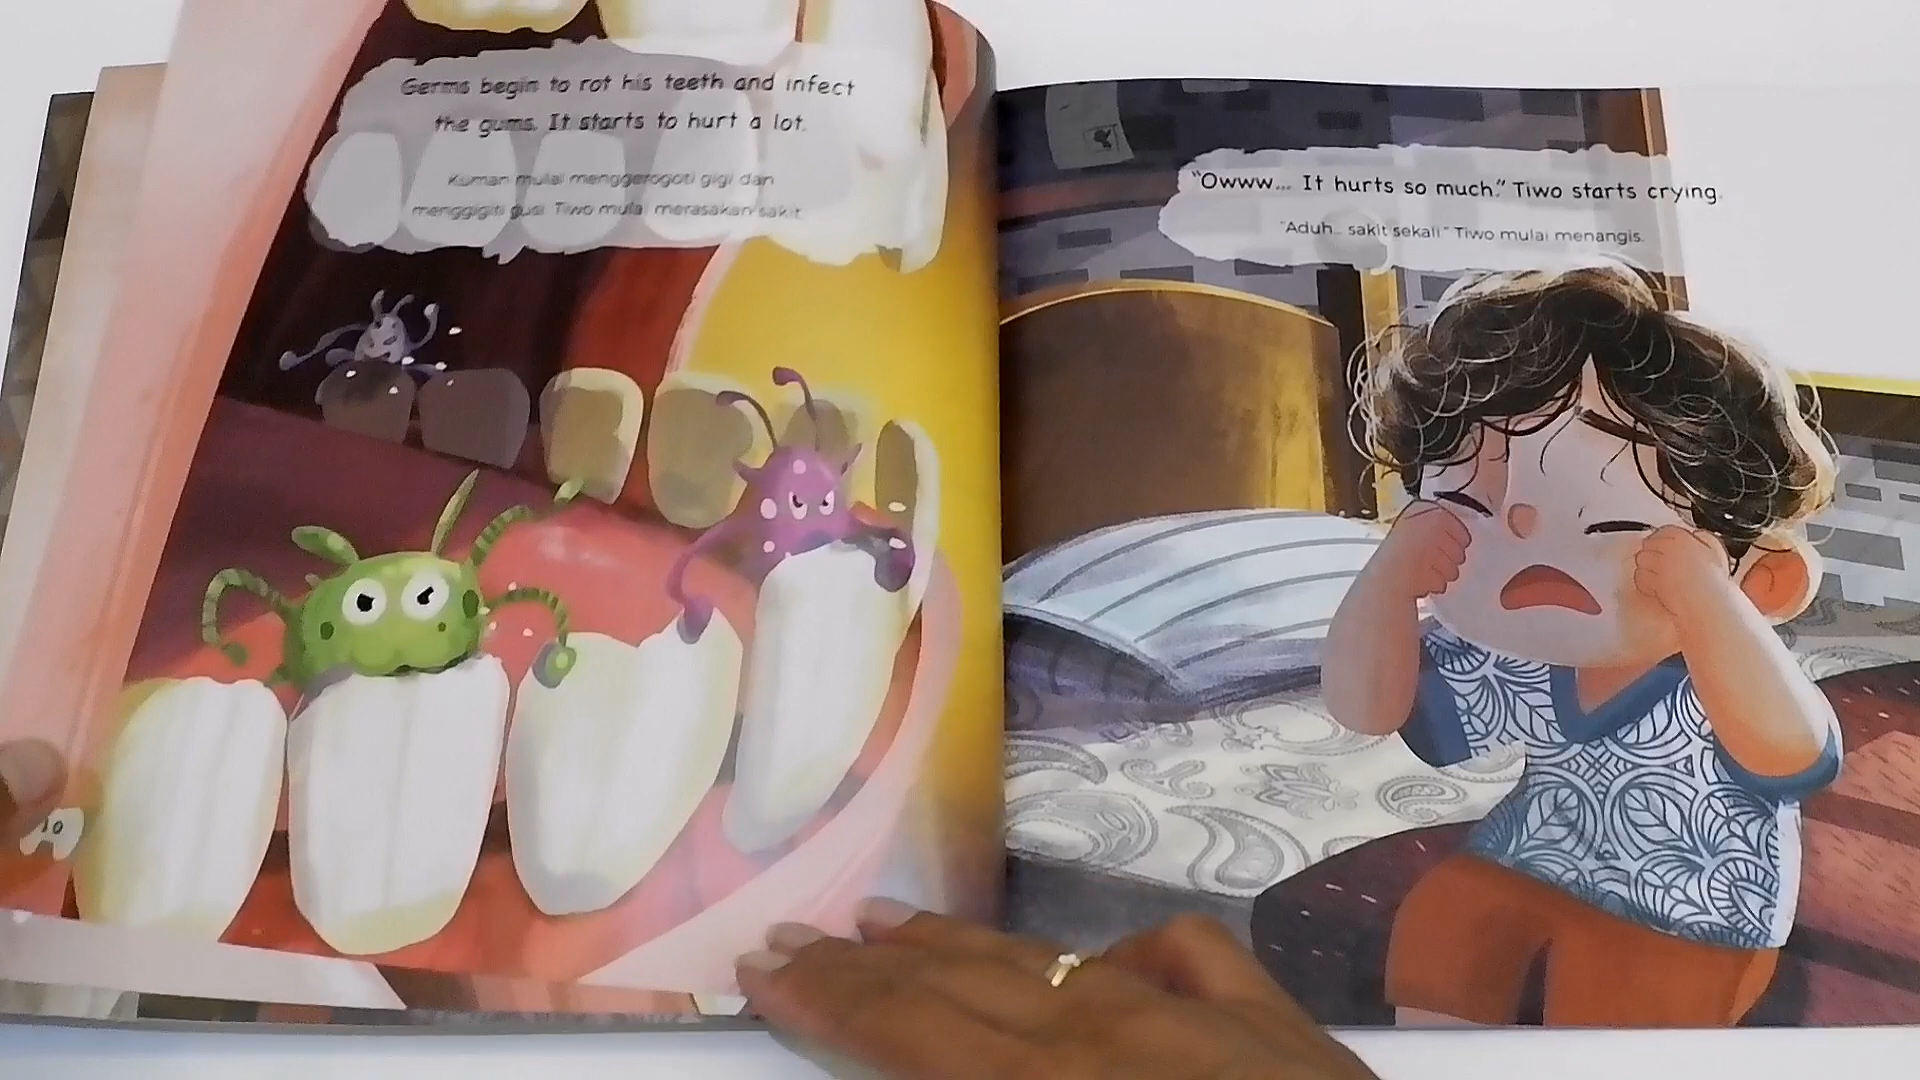 Germs begin to rot his teeth and infect
the gums. It starts to hurt a lot.
Kuman mulai menggerogoti gigi dan
menggigiti gusi. Tiwo mulai merasakan sakit.
10
"Owww... It hurts so much." Tiwo starts crying.
"Aduh... sakit sekali." Tiwo mulai menangis.